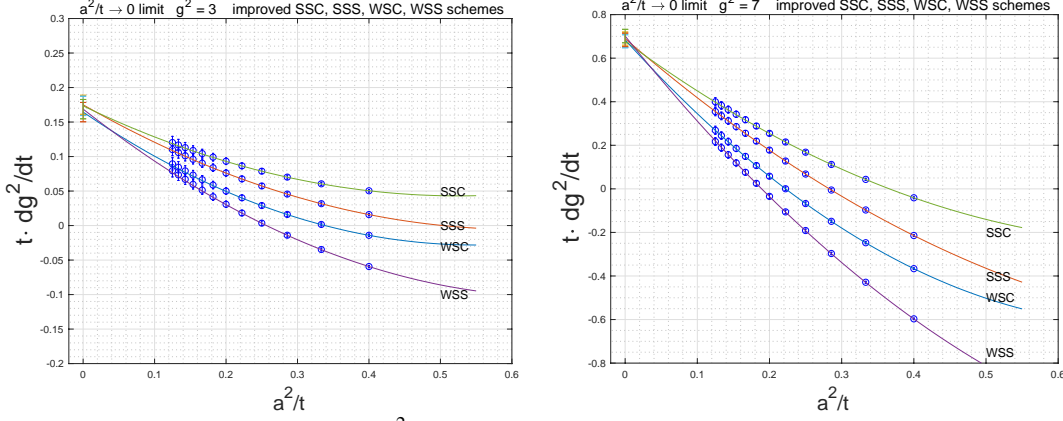 a²/t → 0 limit g² = 3 improved SSC, SSS, WSC, WSS schemes
0.3
0.25
0.2
0.15
0.1
0.05
0
-0.05
-0.1
-0.15
-0.2
t· dg²/dt
SSC
SSS
WSC
WSS
0 0.1 0.2 0.3 0.4 0.5 0.6
a²/t
a²/t → 0 limit g² = 7 improved SSC, SSS, WSC, WSS schemes
0.8
0.6
0.4
0.2
0
-0.2
-0.4
-0.6
-0.8
t· dg²/dt
SSC
SSS
WSC
WSS
0 0.1 0.2 0.3 0.4 0.5 0.6
a²/t